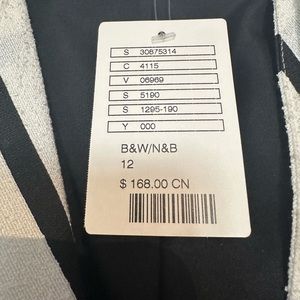 S 30875314
C 4115
V 06969
S 5190
S 1295-190
Y 000
B&W/N&B
12
$ 168.00 CN